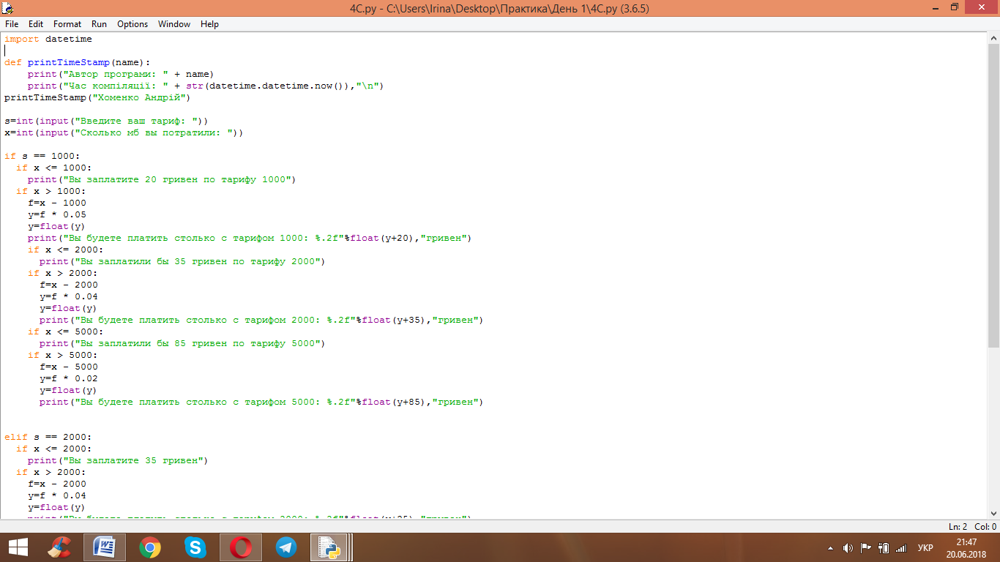 4C.py - C:\Users\Irina\Desktop\Практика\День 1\4C.py (3.6.5)
File Edit Format Run Options Window Help
import datetime
def printTimeStamp(name):
    print("Автор програми: " + name)
    print("Час компіляції: " + str(datetime.datetime.now()),"\n")
printTimeStamp("Хоменко Андрій")
s=int(input("Введите ваш тариф: "))
x=int(input("Сколько мб вы потратили: "))
if s == 1000:
  if x <= 1000:
    print("Вы заплатите 20 гривен по тарифу 1000")
  if x > 1000:
    f=x - 1000
    y=f * 0.05
    y=float(y)
    print("Вы будете платить столько с тарифом 1000: %.2f"%float(y+20),"гривен")
    if x <= 2000:
      print("Вы заплатили бы 35 гривен по тарифу 2000")
    if x > 2000:
      f=x - 2000
      y=f * 0.04
      y=float(y)
      print("Вы будете платить столько с тарифом 2000: %.2f"%float(y+35),"гривен")
    if x <= 5000:
      print("Вы заплатили бы 85 гривен по тарифу 5000")
    if x > 5000:
      f=x - 5000
      y=f * 0.02
      y=float(y)
      print("Вы будете платить столько с тарифом 5000: %.2f"%float(y+85),"гривен")
elif s == 2000:
  if x <= 2000:
    print("Вы заплатите 35 гривен")
  if x > 2000:
    f=x - 2000
    y=f * 0.04
    y=float(y)
Ln: 2 Col: 0
УКР
21:47
20.06.2018